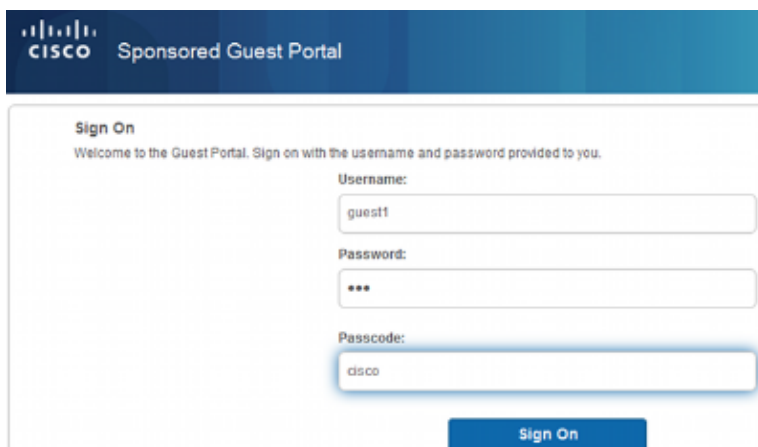 CISCO Sponsored Guest Portal
Sign On
Welcome to the Guest Portal. Sign on with the username and password provided to you.
Username:
guest1
Password:
•••
Passcode:
cisco
Sign On